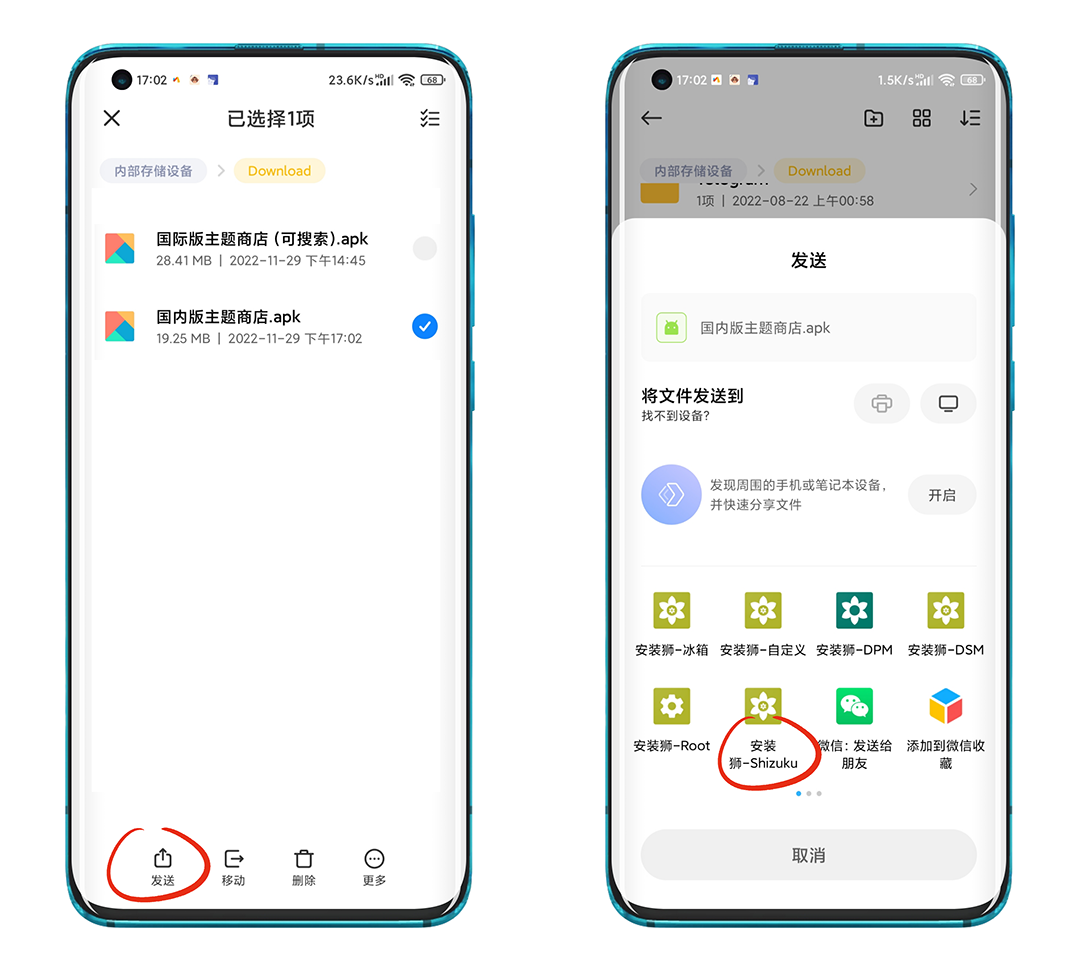 17:02
23.6K/s
HD
68
已选择1项
内部存储设备
Download
国际版主题商店 (可搜索).apk
28.41 MB | 2022-11-29 下午14:45
国内版主题商店.apk
19.25 MB | 2022-11-29 下午17:02
发送
移动
删除
更多
17:02
1.5K/s
HD
68
内部存储设备
Download
Telegram
1项 | 2022-08-22 上午00:58
发送
国内版主题商店.apk
将文件发送到
找不到设备?
发现周围的手机或笔记本设备，
并快速分享文件
开启
安装狮-冰箱
安装狮-自定义
安装狮-DPM
安装狮-DSM
安装狮-Root
安装
狮-Shizuku
微信：发送给
朋友
添加到微信收
藏
取消